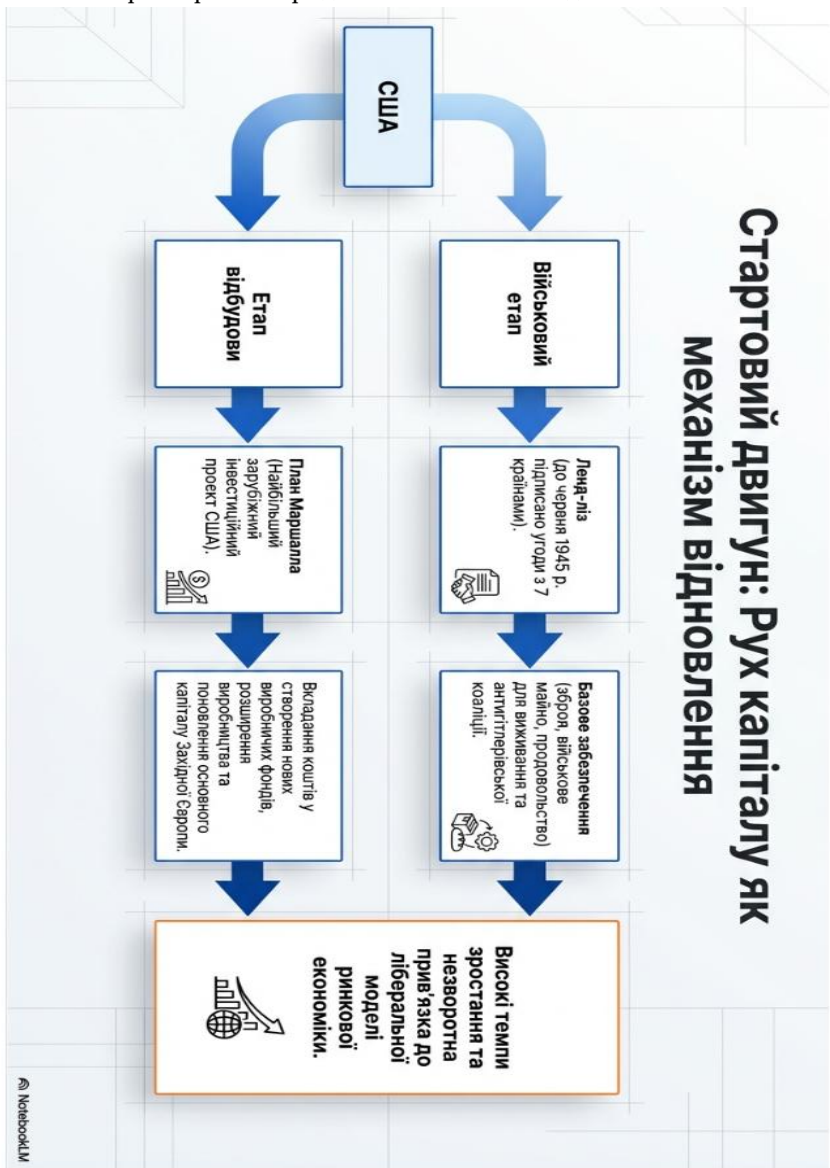 Стартовий двигун: Рух капіталу як
механізм відновлення
США
Військовий
етап
Ленд-ліз
(до червня 1945 р.
підписано угоди з 7
країнами).
Базове забезпечення
(зброя, військове
майно, продовольство)
для виживання та
антигітлерівської
коаліції.
Етап
відбудови
План Маршалла
(Найбільший
зарубіжний
інвестиційний
проект США).
Вкладання коштів у
створення нових
виробничих фондів,
розширення
виробництва та
поновлення основного
капіталу Західної Європи.
Високі темпи
зростання та
незворотна
прив'язка до
ліберальної
моделі
ринкової
економіки.
NotebookLM